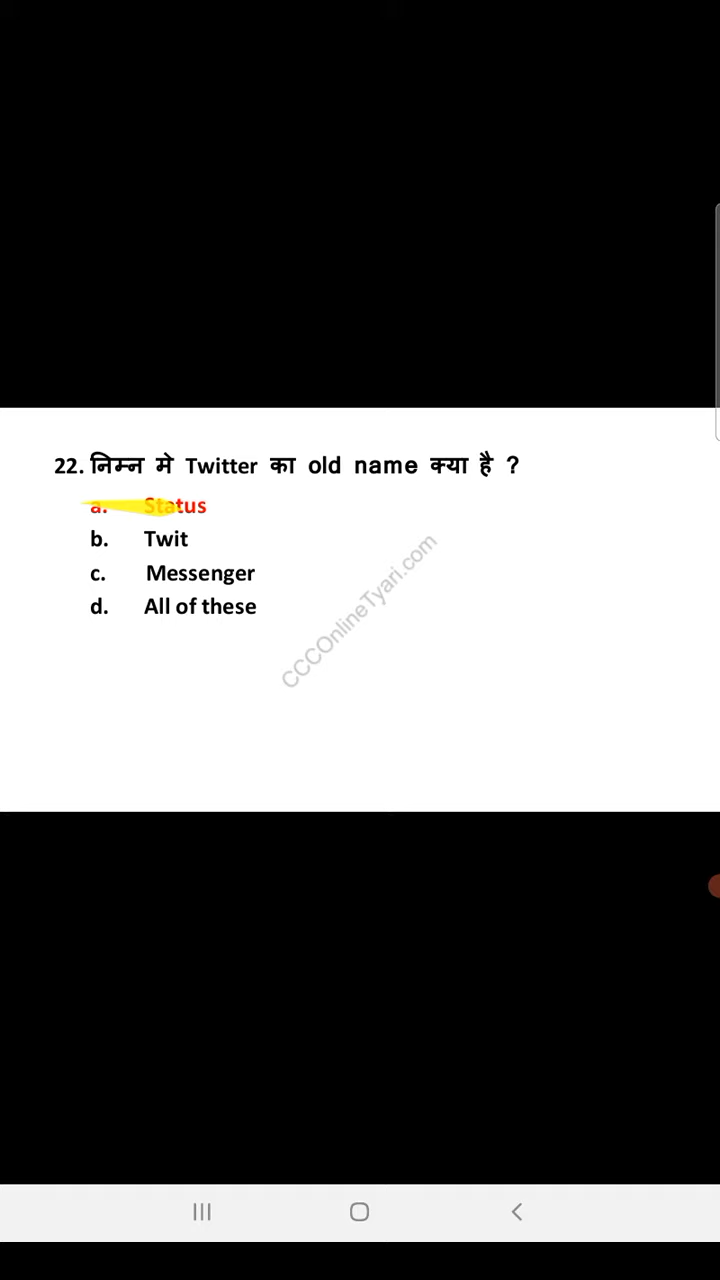 22. निम्न मे Twitter का old name क्या है ?
a. Status
b. Twit
c. Messenger
d. All of these
CCCOnlineTyari.com